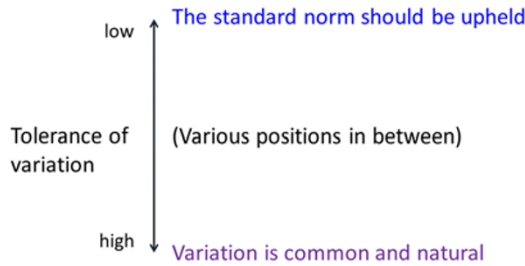 The standard norm should be upheld
low
Tolerance of
variation
(Various positions in between)
high
Variation is common and natural